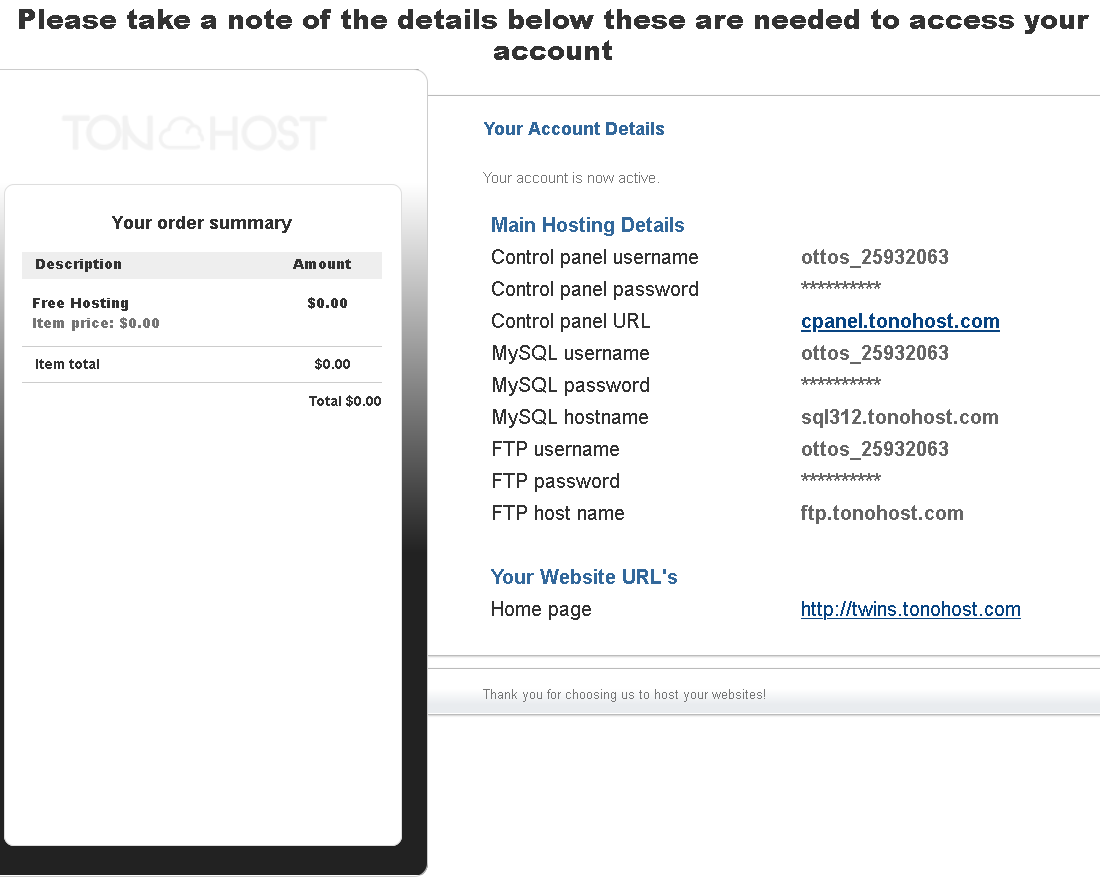 Please take a note of the details below these are needed to access your
account
TONOHOST
Your order summary
Description Amount
Free Hosting $0.00
Item price: $0.00
Item total $0.00
Total $0.00
Your Account Details
Your account is now active.
Main Hosting Details
Control panel username ottos_25932063
Control panel password **********
Control panel URL cpanel.tonohost.com
MySQL username ottos_25932063
MySQL password **********
MySQL hostname sql312.tonohost.com
FTP username ottos_25932063
FTP password **********
FTP host name ftp.tonohost.com
Your Website URL's
Home page http://twins.tonohost.com
Thank you for choosing us to host your websites!